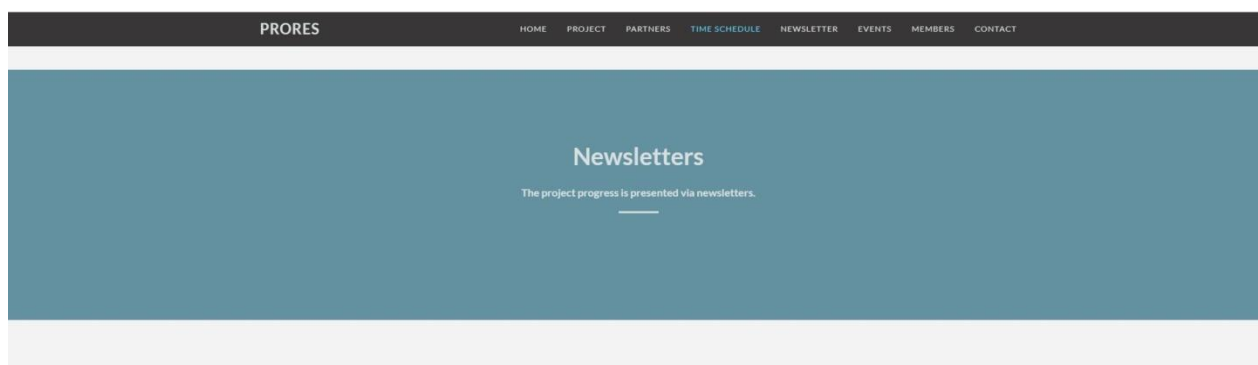 PRORES HOME PROJECT PARTNERS TIME SCHEDULE NEWSLETTER EVENTS MEMBERS CONTACT
Newsletters
The project progress is presented via newsletters.